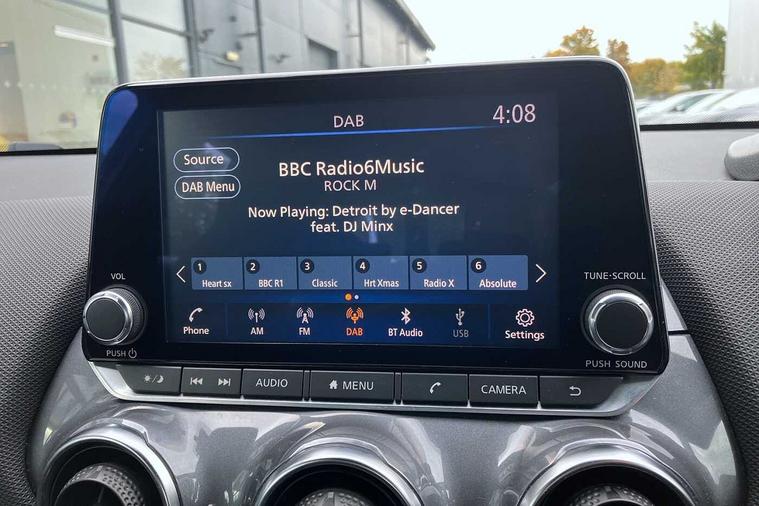 DAB
4:08
Source
DAB Menu
BBC Radio6Music
ROCK M
Now Playing: Detroit by e-Dancer
feat. DJ Minx
1
Heart sx
2
BBC R1
3
Classic
4
Hrt Xmas
5
Radio X
6
Absolute
Phone
AM
FM
DAB
BT Audio
USB
Settings
VOL
PUSH
TUNE·SCROLL
PUSH SOUND
AUDIO
MENU
CAMERA